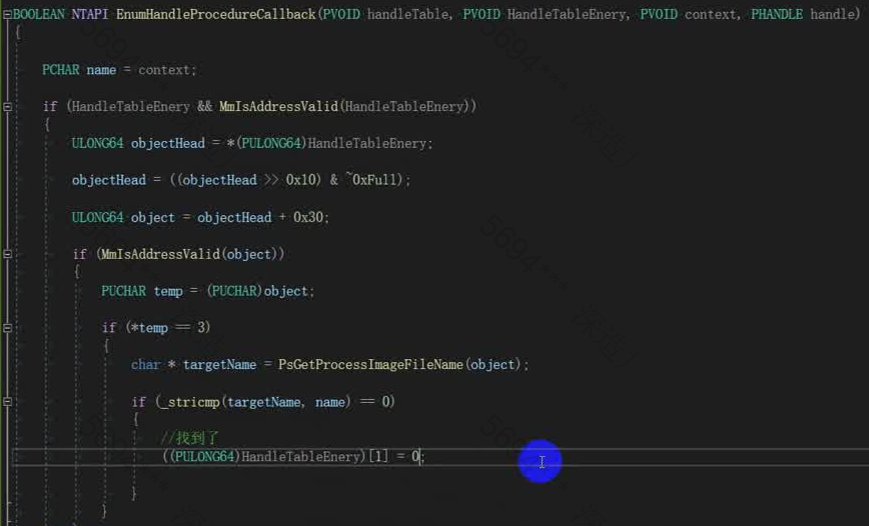 BOOLEAN NTAPI EnumHandleProcedureCallback(PVOID handleTable, PVOID HandleTableEnery, PVOID context, PHANDLE handle)
{
PCHAR name = context;
if (HandleTableEnery && MmIsAddressValid(HandleTableEnery))
{
ULONG64 objectHead = *(PULONG64)HandleTableEnery;
objectHead = ((objectHead >> 0x10) & ~0xFull);
ULONG64 object = objectHead + 0x30;
if (MmIsAddressValid(object))
{
PUCHAR temp = (PUCHAR)object;
if (*temp == 3)
{
char * targetName = PsGetProcessImageFileName(object);
if (_stricmp(targetName, name) == 0)
{
//找到了
((PULONG64)HandleTableEnery)[1] = 0;
}
}